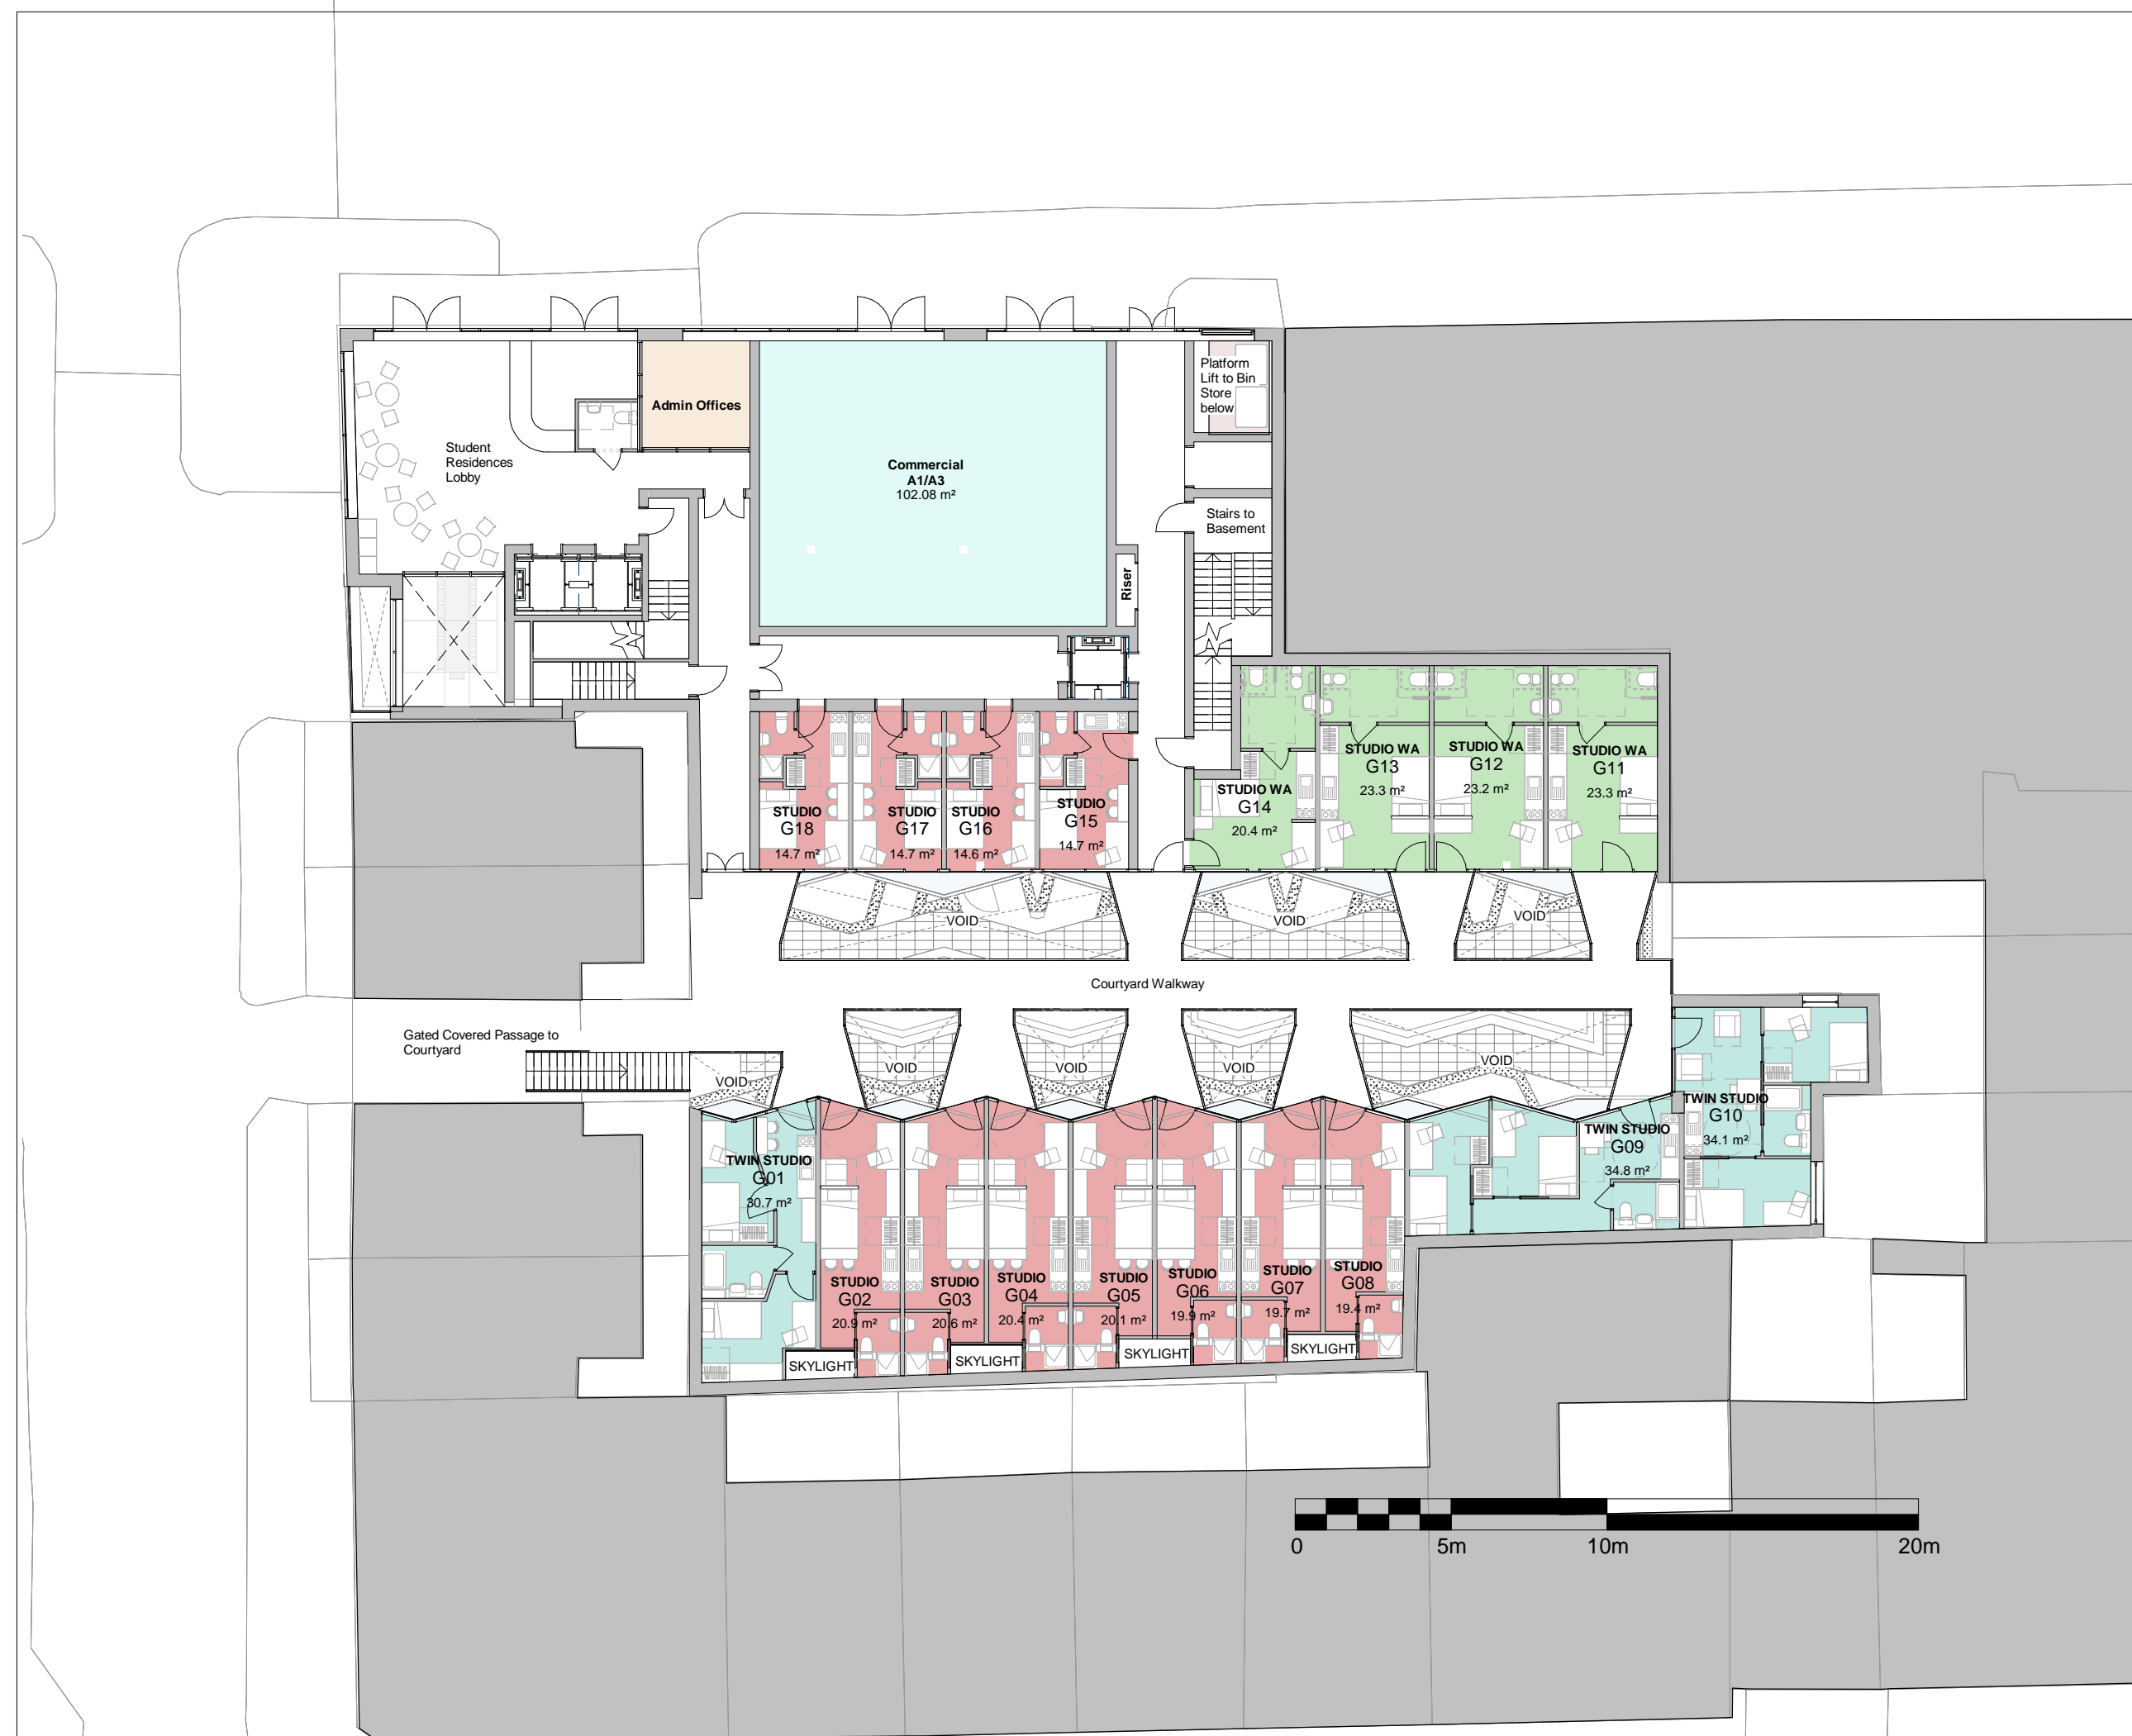 Platform
Lift to Bin
Store
below
Admin Offices
Student
Residences
Lobby
Commercial
A1/A3
102.08 m²
Stairs to
Basement
Riser
STUDIO WA
G13
23.3 m²
STUDIO WA
G12
23.2 m²
STUDIO WA
G11
23.3 m²
STUDIO WA
G14
20.4 m²
STUDIO
G18
14.7 m²
STUDIO
G17
14.7 m²
STUDIO
G16
14.6 m²
STUDIO
G15
14.7 m²
VOID
VOID
VOID
Courtyard Walkway
Gated Covered Passage to
Courtyard
VOID
VOID
VOID
VOID
VOID
TWIN STUDIO
G10
34.1 m²
TWIN STUDIO
G09
34.8 m²
TWIN STUDIO
G01
30.7 m²
STUDIO
G02
20.9 m²
STUDIO
G03
20.6 m²
STUDIO
G04
20.4 m²
STUDIO
G05
20.1 m²
STUDIO
G06
19.9 m²
STUDIO
G07
19.7 m²
STUDIO
G08
19.4 m²
SKYLIGHT
SKYLIGHT
SKYLIGHT
SKYLIGHT
0 5m 10m 20m